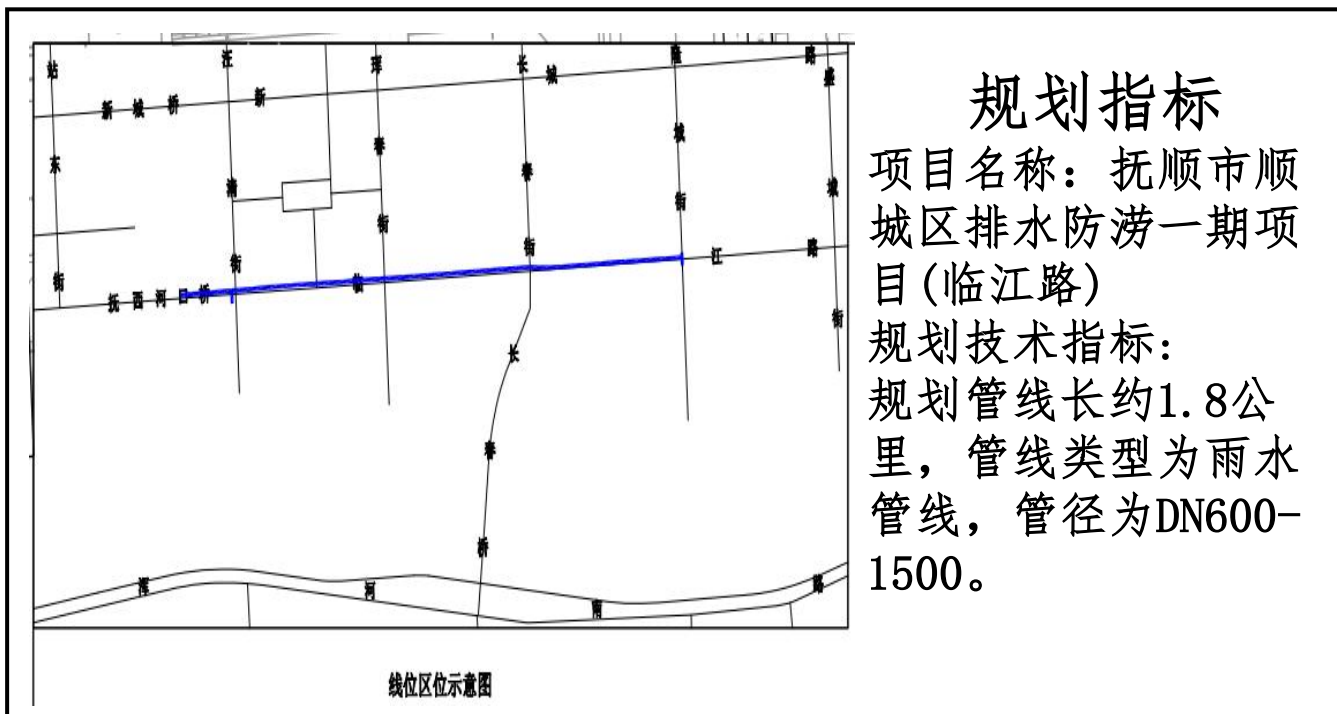 规划指标
项目名称：抚顺市顺
城区排水防涝一期项
目(临江路)
规划技术指标：
规划管线长约1.8公
里，管线类型为雨水
管线，管径为DN600-
1500。
站东街
汪清街
珲春街
长春街
隆城街
盛城街
新城桥
新城路
抚西河口桥
临江路
长春桥
浑河南路
线位区位示意图